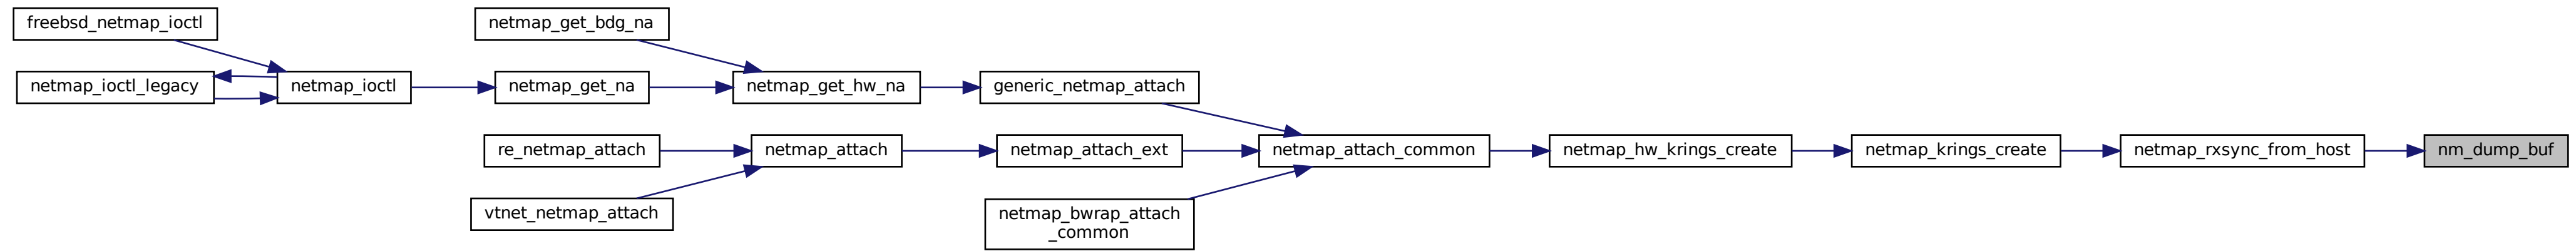 freebsd_netmap_ioctl
netmap_get_bdg_na
netmap_ioctl_legacy
netmap_ioctl
netmap_get_na
netmap_get_hw_na
generic_netmap_attach
re_netmap_attach
netmap_attach
netmap_attach_ext
netmap_attach_common
netmap_hw_krings_create
netmap_krings_create
netmap_rxsync_from_host
nm_dump_buf
vtnet_netmap_attach
netmap_bwrap_attach
_common